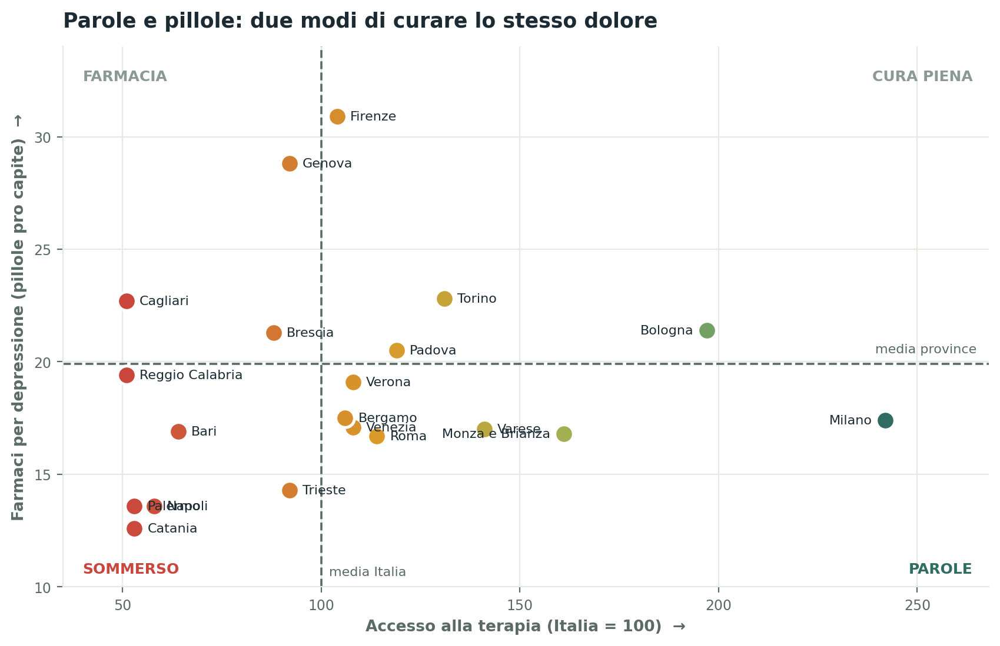 Parole e pillole: due modi di curare lo stesso dolore
FARMACIA
CURA PIENA
Firenze
30
Genova
25
Cagliari
Torino
Brescia
Bologna
Padova
media province
20
Reggio Calabria
Verona
Bergamo
Venezia
Milano
Bari
Varese
Roma
Monza e Brianza
15
Trieste
Palermo
Napoli
Catania
SOMMERSO
media Italia
PAROLE
10
50
100
150
200
250
Accesso alla terapia (Italia = 100) →
Farmaci per depressione (pillole pro capite) →